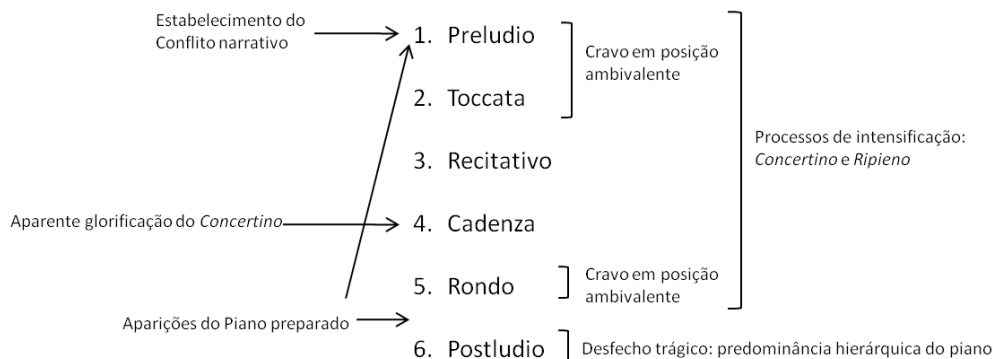 Estabelecimento do
Conflito narrativo
1. Preludio
Cravo em posição
ambivalente
2. Toccata
Processos de intensificação:
Concertino e Ripieno
3. Recitativo
Aparente glorificação do Concertino
4. Cadenza
5. Rondo
Cravo em posição
ambivalente
Aparições do Piano preparado
6. Postludio
Desfecho trágico: predominância hierárquica do piano